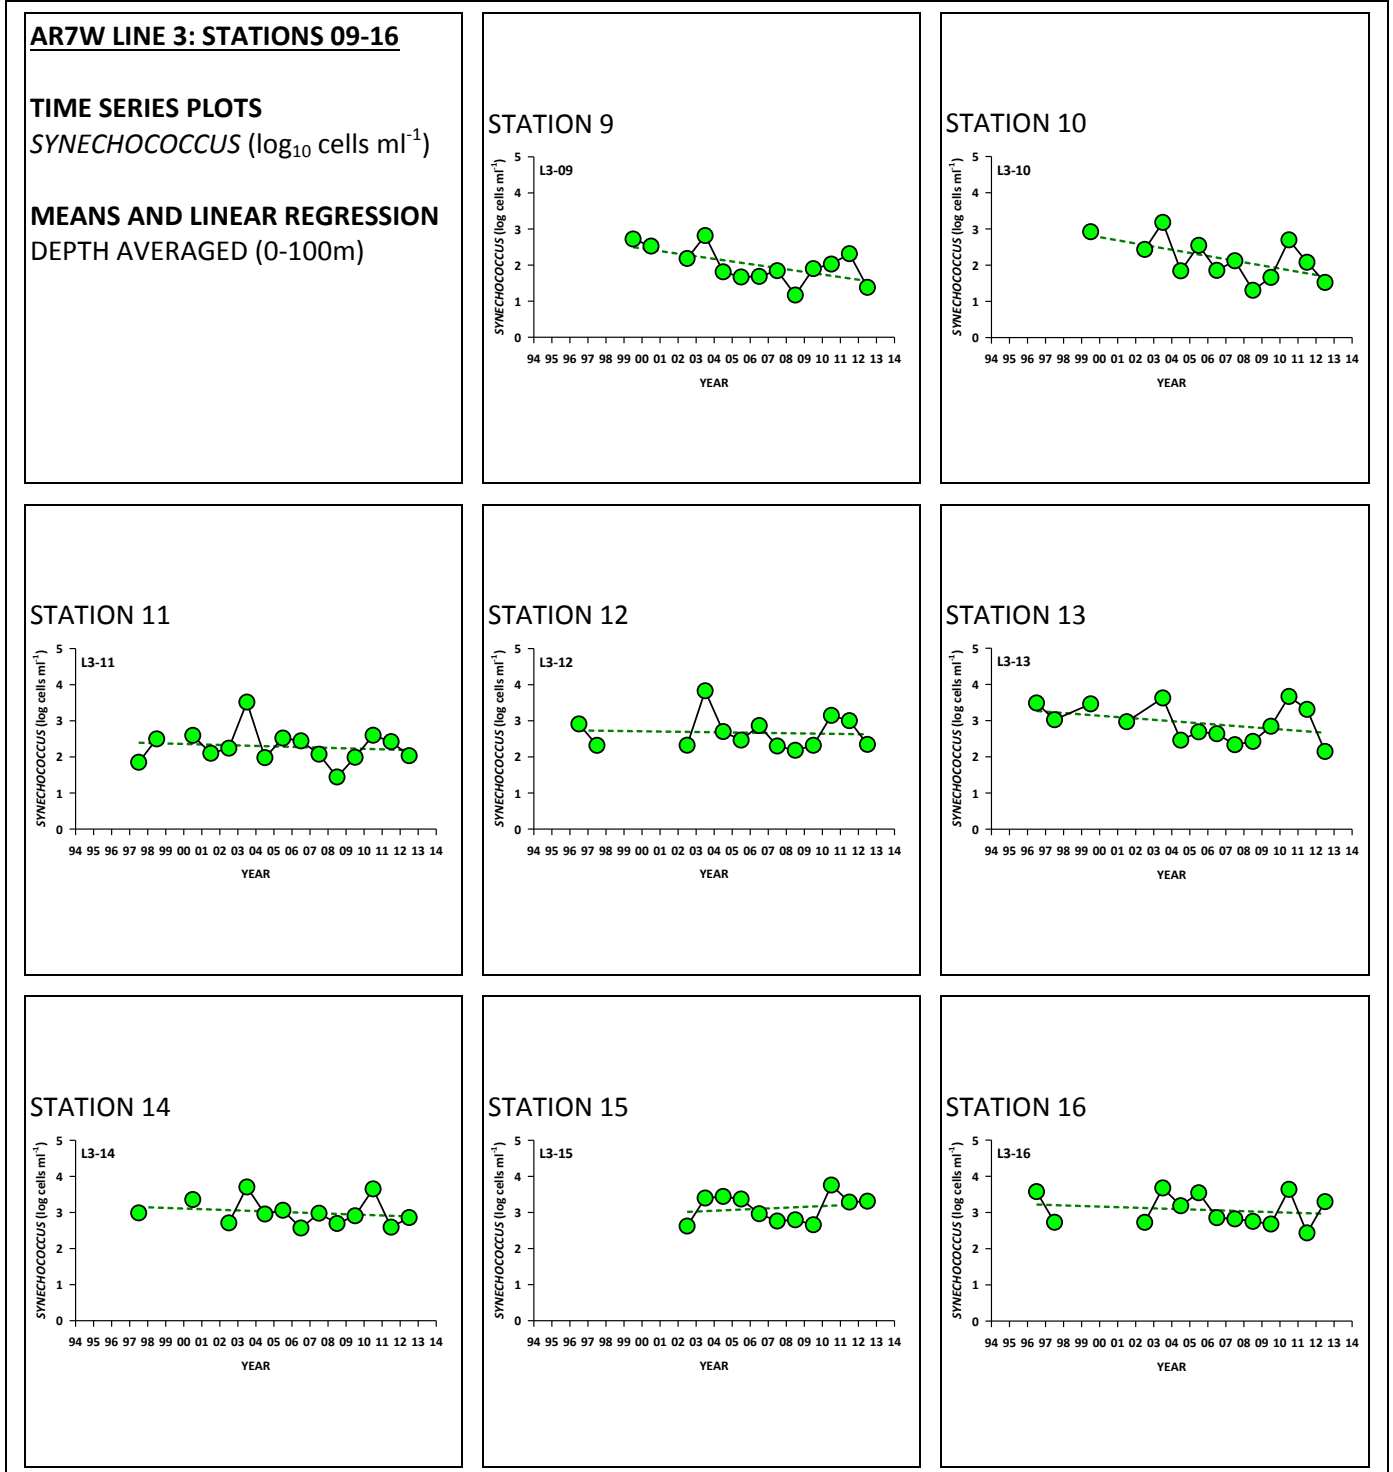 AR7W LINE 3: STATIONS 09-16
TIME SERIES PLOTS
SYNECHOCOCCUS (log10 cells ml-1)
MEANS AND LINEAR REGRESSION
DEPTH AVERAGED (0-100m)
STATION 9
SYNECHOCOCCUS (log cells ml-1)
L3-09
5
4
3
2
1
0
94 95 96 97 98 99 00 01 02 03 04 05 06 07 08 09 10 11 12 13 14
YEAR
STATION 10
SYNECHOCOCCUS (log cells ml-1)
L3-10
5
4
3
2
1
0
94 95 96 97 98 99 00 01 02 03 04 05 06 07 08 09 10 11 12 13 14
YEAR
STATION 11
SYNECHOCOCCUS (log cells ml-1)
L3-11
5
4
3
2
1
0
94 95 96 97 98 99 00 01 02 03 04 05 06 07 08 09 10 11 12 13 14
YEAR
STATION 12
SYNECHOCOCCUS (log cells ml-1)
L3-12
5
4
3
2
1
0
94 95 96 97 98 99 00 01 02 03 04 05 06 07 08 09 10 11 12 13 14
YEAR
STATION 13
SYNECHOCOCCUS (log cells ml-1)
L3-13
5
4
3
2
1
0
94 95 96 97 98 99 00 01 02 03 04 05 06 07 08 09 10 11 12 13 14
YEAR
STATION 14
SYNECHOCOCCUS (log cells ml-1)
L3-14
5
4
3
2
1
0
94 95 96 97 98 99 00 01 02 03 04 05 06 07 08 09 10 11 12 13 14
YEAR
STATION 15
SYNECHOCOCCUS (log cells ml-1)
L3-15
5
4
3
2
1
0
94 95 96 97 98 99 00 01 02 03 04 05 06 07 08 09 10 11 12 13 14
YEAR
STATION 16
SYNECHOCOCCUS (log cells ml-1)
L3-16
5
4
3
2
1
0
94 95 96 97 98 99 00 01 02 03 04 05 06 07 08 09 10 11 12 13 14
YEAR